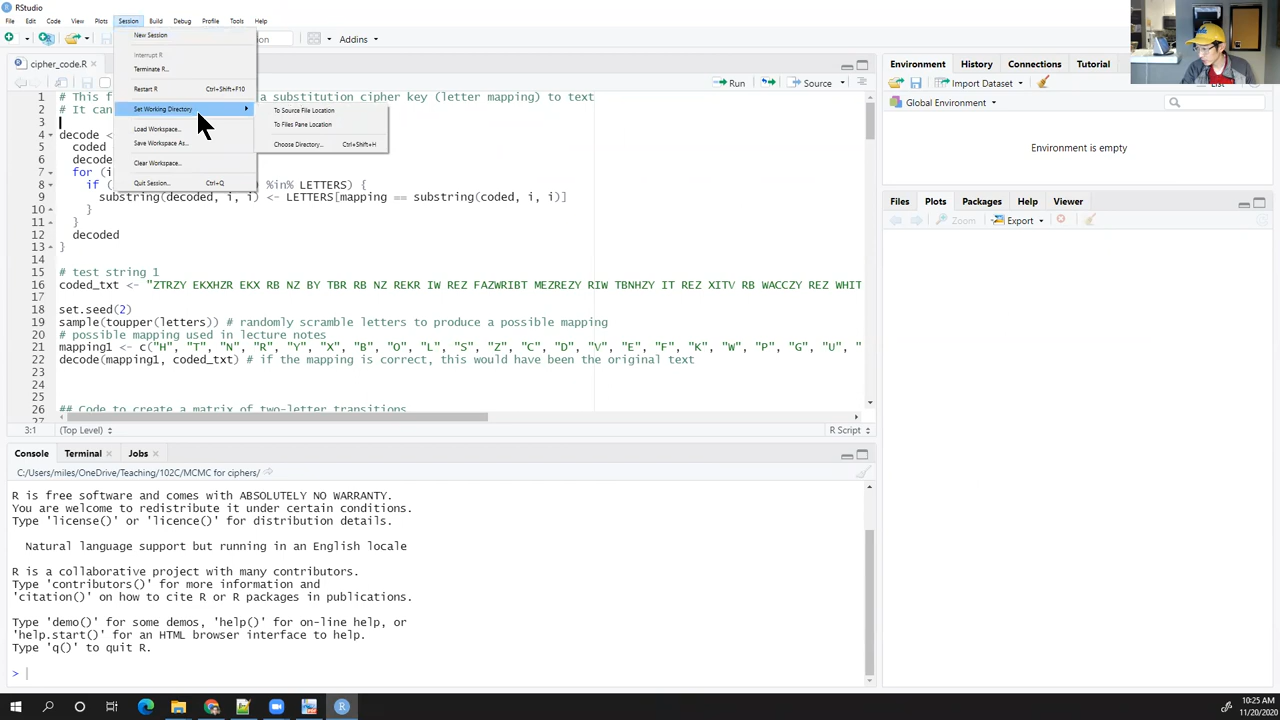 RStudio
File Edit Code View Plots Session Build Debug Profile Tools Help
New Session
Interrupt R
Terminate R...
Restart R Ctrl+Shift+F10
Set Working Directory
Load Workspace...
Save Workspace As...
Clear Workspace...
Quit Session... Ctrl+Q
To Source File Location
To Files Pane Location
Choose Directory... Ctrl+Shift+H
Addins
cipher_code.R
Run Source
1 # This f a substitution cipher key (letter mapping) to text
2 # It can
3
4 decode <
5 coded
6 decode
7 for (i
8 if ( %in% LETTERS) {
9 substring(decoded, i, i) <- LETTERS[mapping == substring(coded, i, i)]
10 }
11 }
12 decoded
13 }
14
15 # test string 1
16 coded_txt <- "ZTRZY EKXHZR EKX RB NZ BY TBR RB NZ REKR IW REZ FAZWRIBT MEZREZY RIW TBNHZY IT REZ XITV RB WACCZY REZ WHIT
17
18 set.seed(2)
19 sample(toupper(letters)) # randomly scramble letters to produce a possible mapping
20 # possible mapping used in lecture notes
21 mapping1 <- c("H", "T", "N", "R", "Y", "X", "B", "O", "L", "S", "Z", "C", "D", "V", "E", "F", "K", "W", "P", "G", "U", "
22 decode(mapping1, coded_txt) # if the mapping is correct, this would have been the original text
23
24
25
26 ## Code to create a matrix of two-letter transitions
27
3:1 (Top Level) R Script
Console Terminal Jobs
C:/Users/miles/OneDrive/Teaching/102C/MCMC for ciphers/
R is free software and comes with ABSOLUTELY NO WARRANTY.
You are welcome to redistribute it under certain conditions.
Type 'license()' or 'licence()' for distribution details.
Natural language support but running in an English locale
R is a collaborative project with many contributors.
Type 'contributors()' for more information and
'citation()' on how to cite R or R packages in publications.
Type 'demo()' for some demos, 'help()' for on-line help, or
'help.start()' for an HTML browser interface to help.
Type 'q()' to quit R.
>
Environment History Connections Tutorial
Import Dataset List
Global Environment
Environment is empty
Files Plots Packages Help Viewer
Zoom Export
10:25 AM
11/20/2020